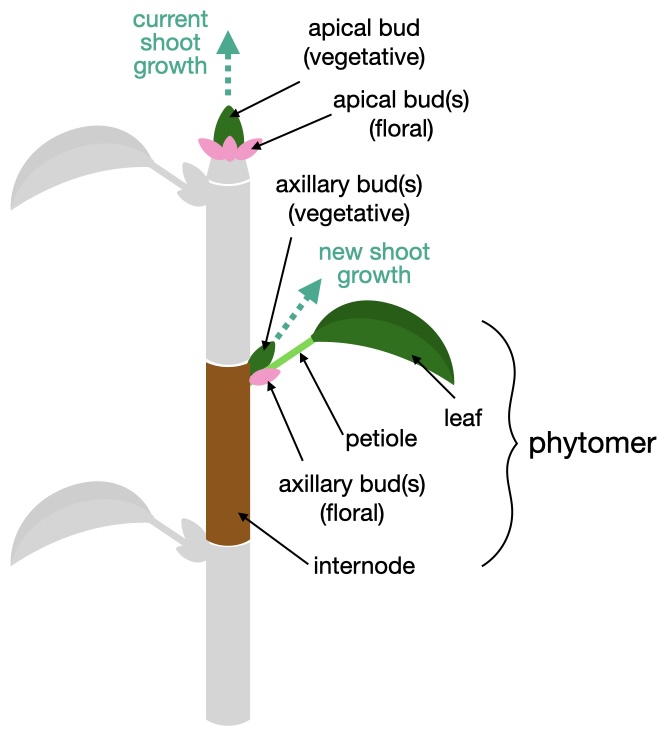 current
shoot
growth
apical bud
(vegetative)
apical bud(s)
(floral)
axillary bud(s)
(vegetative)
new shoot
growth
leaf
petiole
phytomer
axillary bud(s)
(floral)
internode